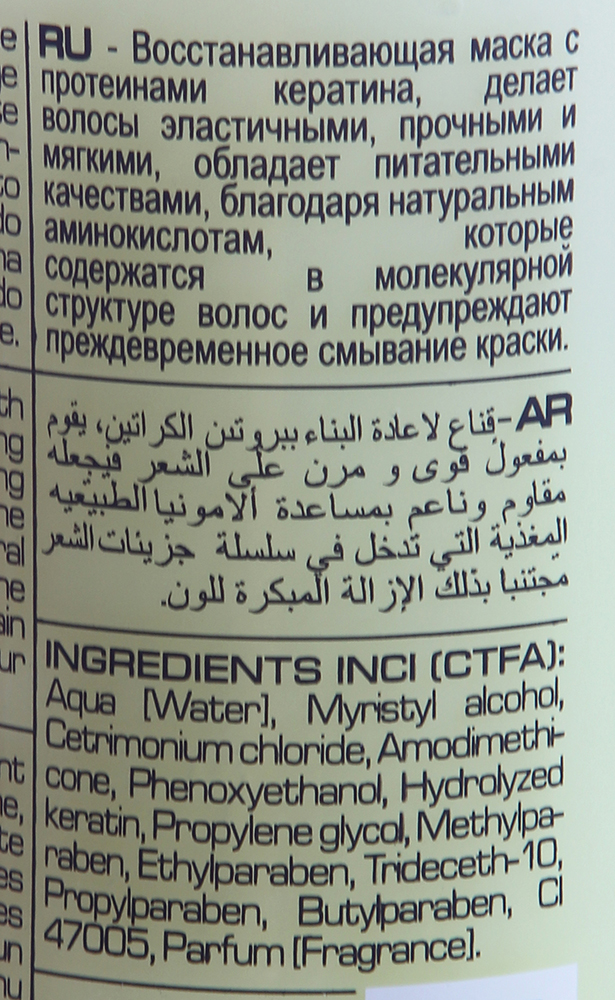 RU - Восстанавливающая маска с
протеинами кератина, делает
волосы эластичными, прочными и
мягкими, обладает питательными
качествами, благодаря натуральным
аминокислотам, которые
содержатся в молекулярной
структуре волос и предупреждают
преждевременное смывание краски.
AR-قناع لاعادة البناء ببروتين الكراتين، يقوم
بمفعول قوى و مرن على الشعر فيجعله
مقاوم وناعم بمساعدة ألامونيا الطبيعيه
المغذية التي تدخل في سلسلة جزيئات الشعر
مجتنبا بذلك الإزالة المبكرة للون.
INGREDIENTS INCI (CTFA):
Aqua [Water], Myristyl alcohol,
Cetrimonium chloride, Amodimethi-
cone, Phenoxyethanol, Hydrolyzed
keratin, Propylene glycol, Methylpa-
raben, Ethylparaben, Trideceth-10,
Propylparaben, Butylparaben, CI
47005, Parfum [Fragrance].